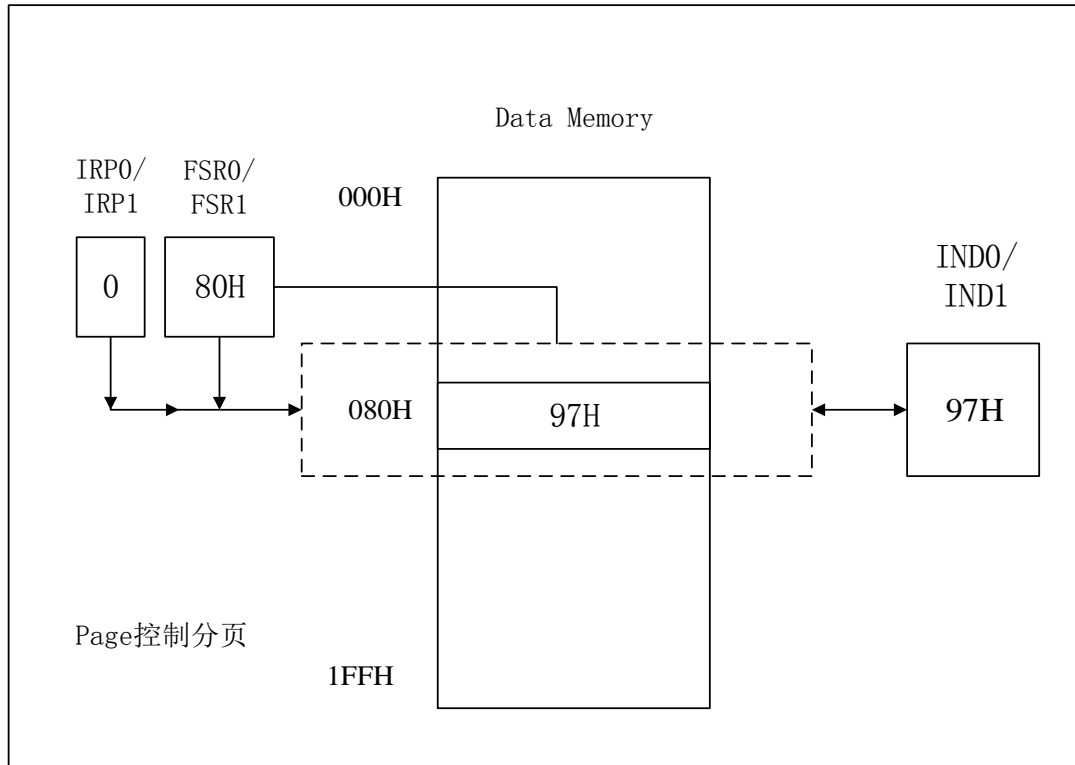 Data Memory
IRP0/
IRP1
FSR0/
FSR1
000H
0
80H
IND0/
IND1
080H
97H
97H
Page控制分页
1FFH